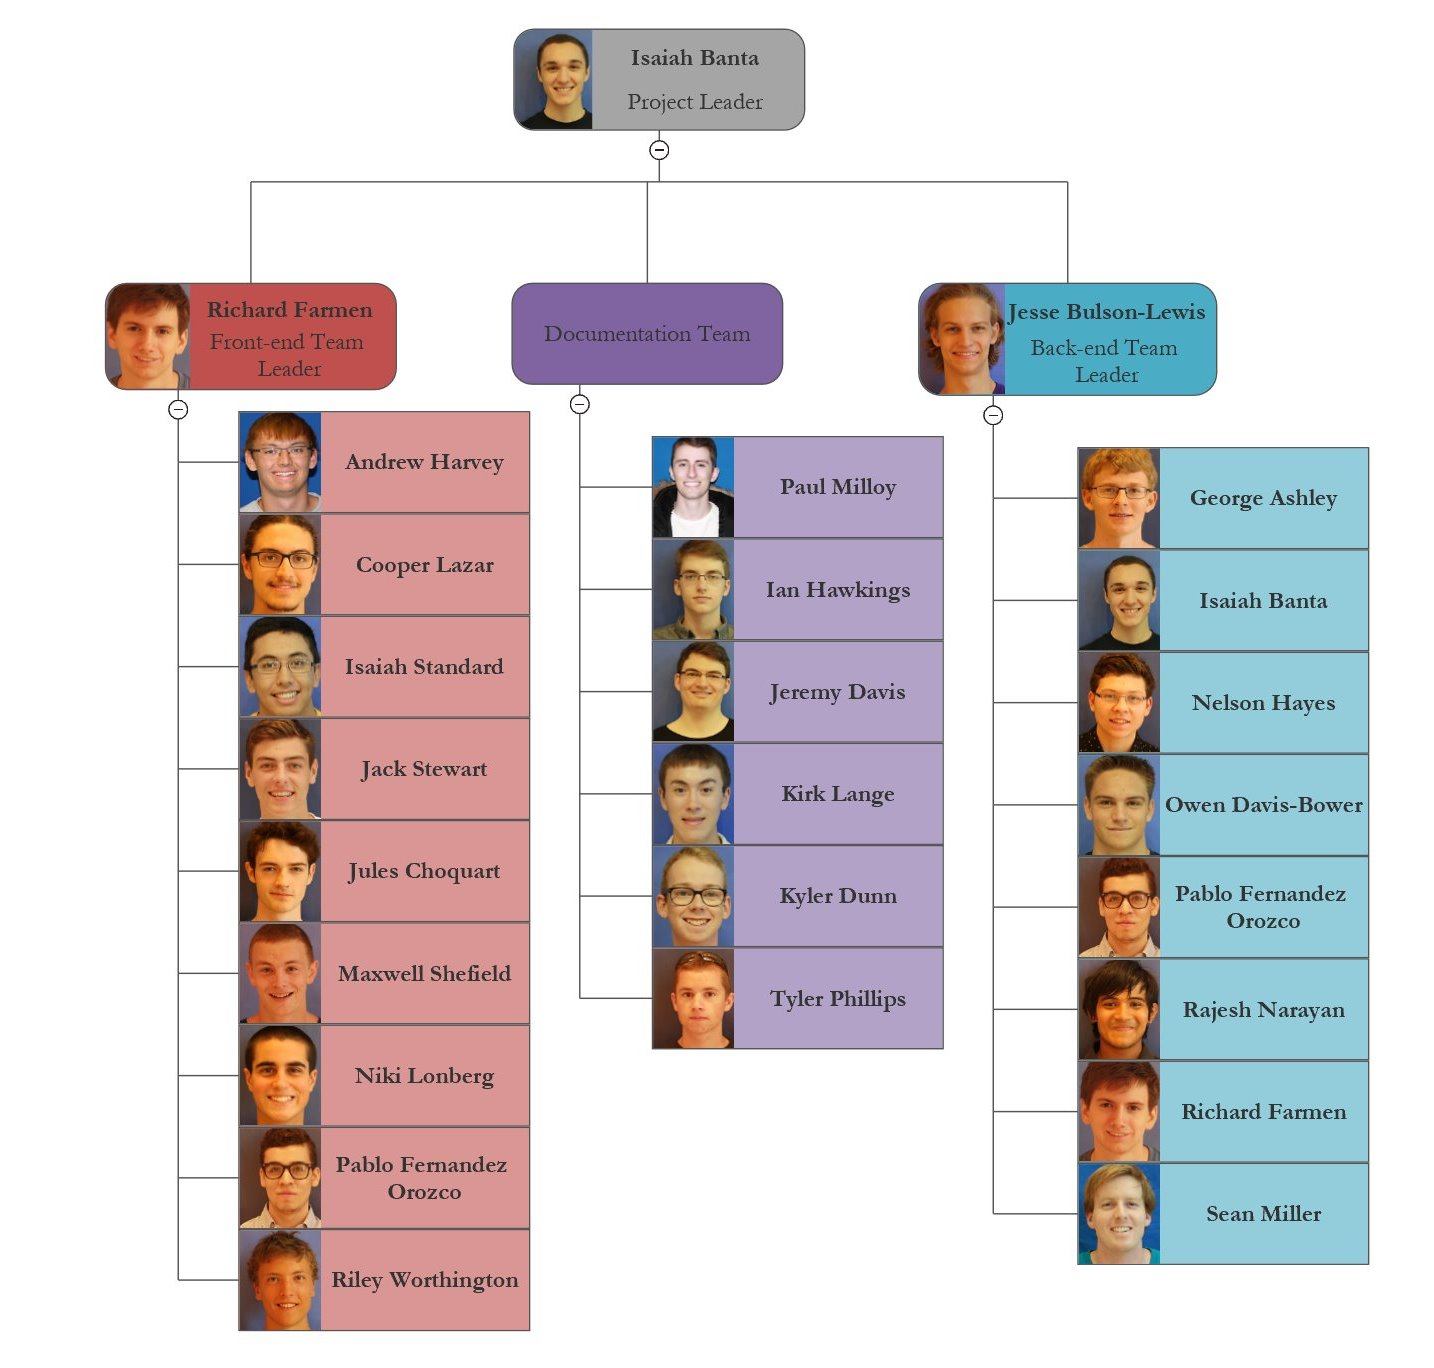 Isaiah Banta
Project Leader
Richard Farmen
Front-end Team
Leader
Documentation Team
Jesse Bulson-Lewis
Back-end Team
Leader
Andrew Harvey
Cooper Lazar
Isaiah Standard
Jack Stewart
Jules Choquart
Maxwell Shefield
Niki Lonberg
Pablo Fernandez
Orozco
Riley Worthington
Paul Milloy
Ian Hawkings
Jeremy Davis
Kirk Lange
Kyler Dunn
Tyler Phillips
George Ashley
Isaiah Banta
Nelson Hayes
Owen Davis-Bower
Pablo Fernandez
Orozco
Rajesh Narayan
Richard Farmen
Sean Miller